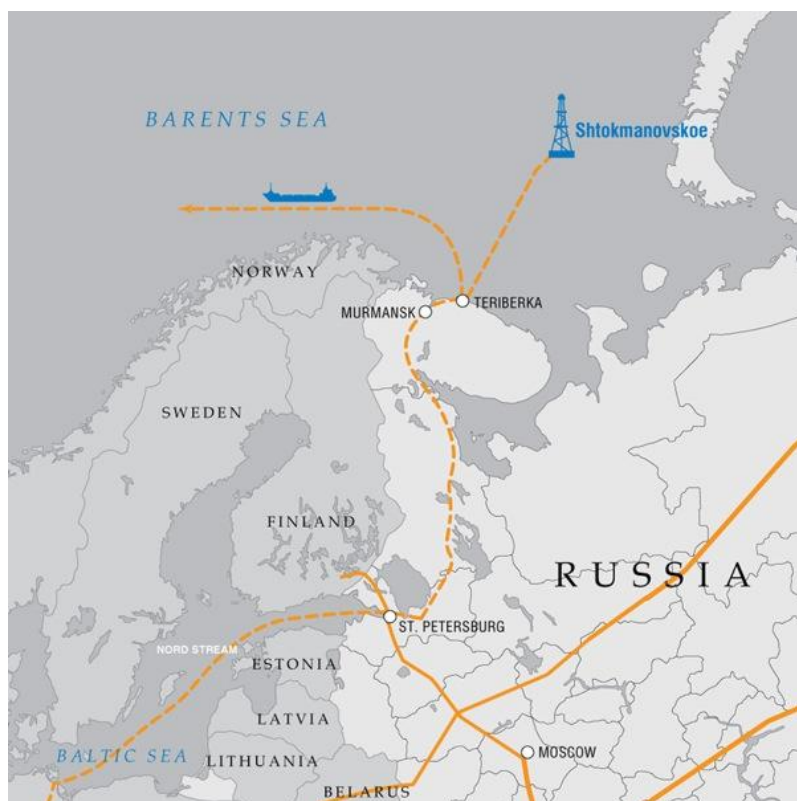 BARENTS SEA
Shtokmanovskoe
NORWAY
TERIBERKA
MURMANSK
SWEDEN
FINLAND
RUSSIA
ST. PETERSBURG
NORD STREAM
ESTONIA
LATVIA
BALTIC SEA
LITHUANIA
MOSCOW
BELARUS